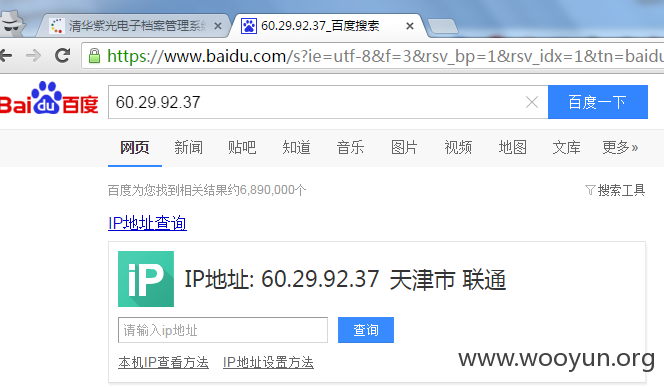 清华紫光电子档案管理系统 × 60.29.92.37_百度搜索 ×
https://www.baidu.com/s?ie=utf-8&f=3&rsv_bp=1&rsv_idx=1&tn=baidu
Bai du 百度 60.29.92.37 百度一下
网页 新闻 贴吧 知道 音乐 图片 视频 地图 文库 更多»
百度为您找到相关结果约6,890,000个 搜索工具
IP地址查询
iP IP地址: 60.29.92.37 天津市 联通
请输入ip地址 查询
本机IP查看方法 IP地址设置方法
www.wooyun.org